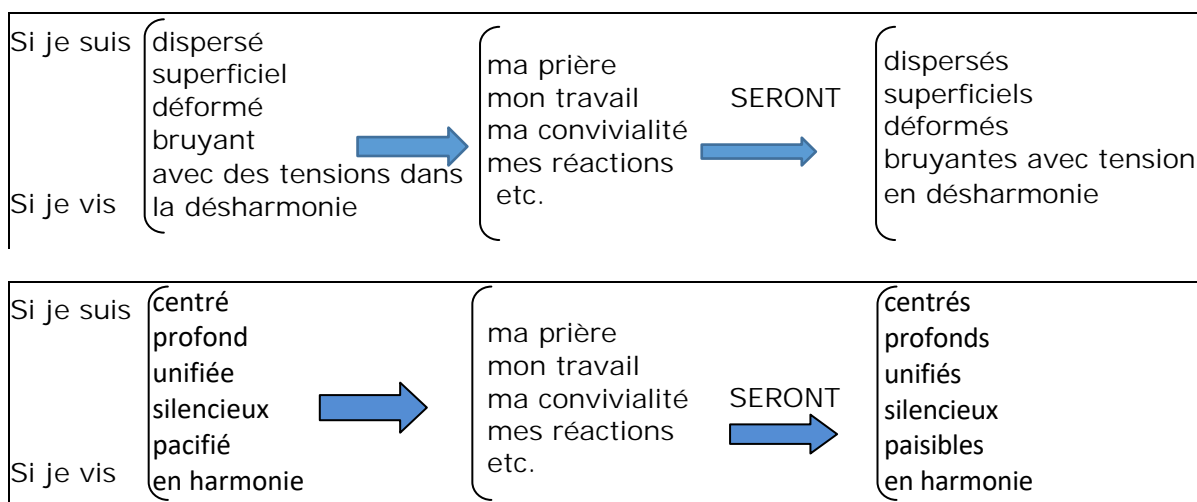 Si je suis
Si je vis
dispersé
superficiel
déformé
bruyant
avec des tensions dans
la désharmonie
ma prière
mon travail
ma convivialité
mes réactions
etc.
SERONT
dispersés
superficiels
déformés
bruyantes avec tension
en désharmonie
Si je suis
Si je vis
centré
profond
unifiée
silencieux
pacifié
en harmonie
ma prière
mon travail
ma convivialité
mes réactions
etc.
SERONT
centrés
profonds
unifiés
silencieux
paisibles
en harmonie